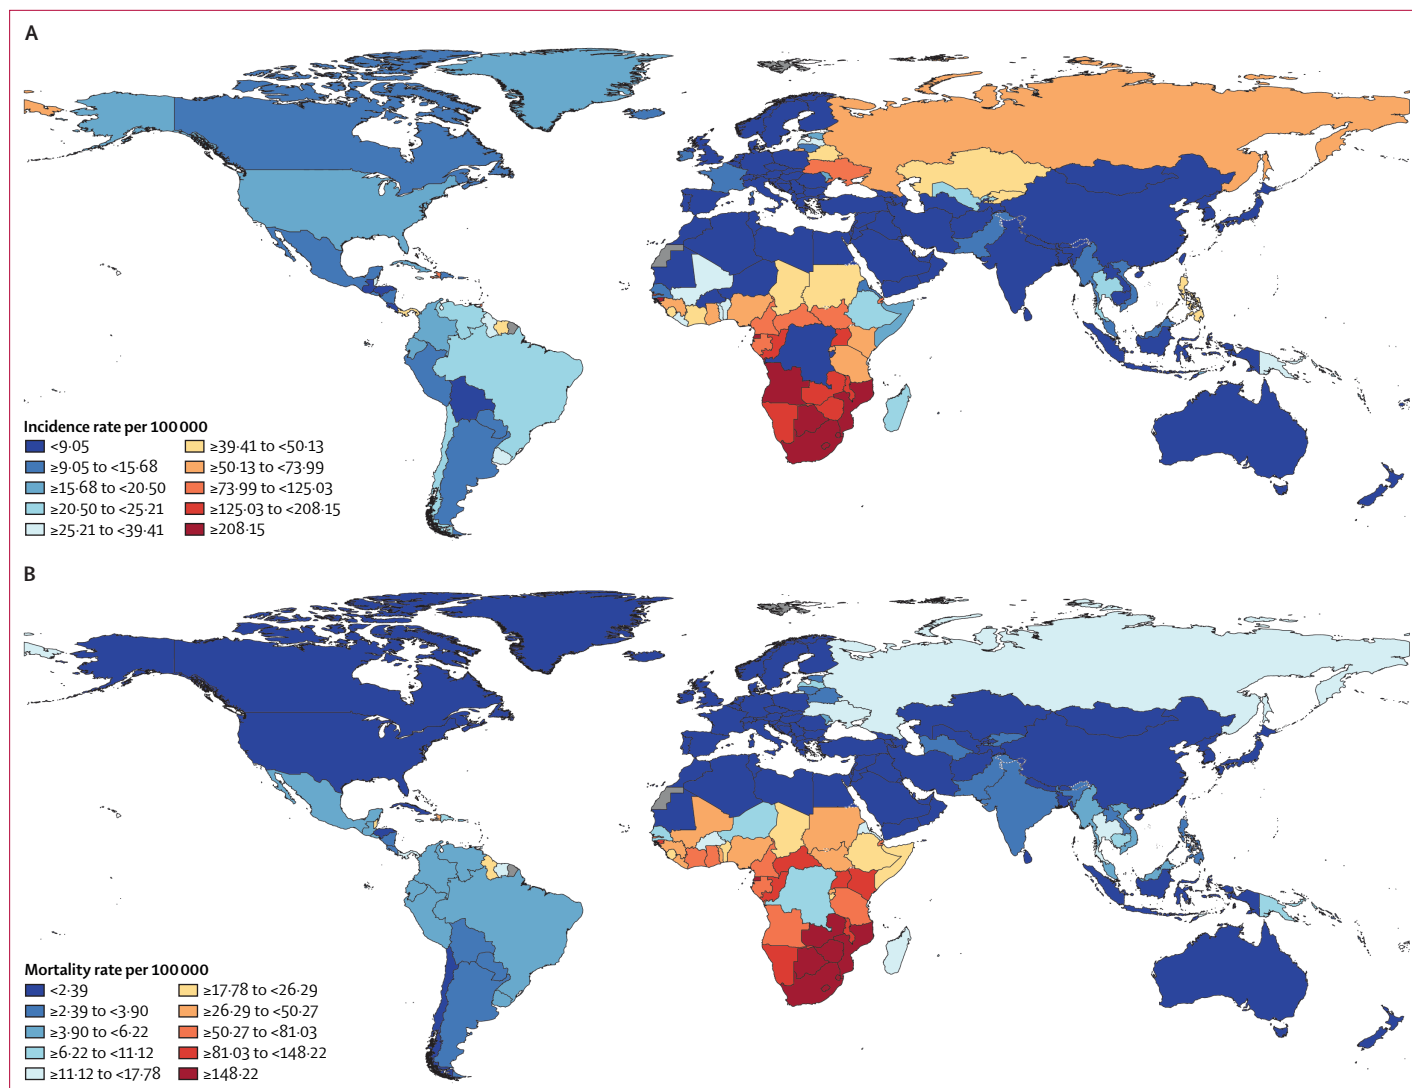 A
Incidence rate per 100 000
<9·05
≥9·05 to <15·68
≥15·68 to <20·50
≥20·50 to <25·21
≥25·21 to <39·41
≥39·41 to <50·13
≥50·13 to <73·99
≥73·99 to <125·03
≥125·03 to <208·15
≥208·15
B
Mortality rate per 100 000
<2·39
≥2·39 to <3·90
≥3·90 to <6·22
≥6·22 to <11·12
≥11·12 to <17·78
≥17·78 to <26·29
≥26·29 to <50·27
≥50·27 to <81·03
≥81·03 to <148·22
≥148·22